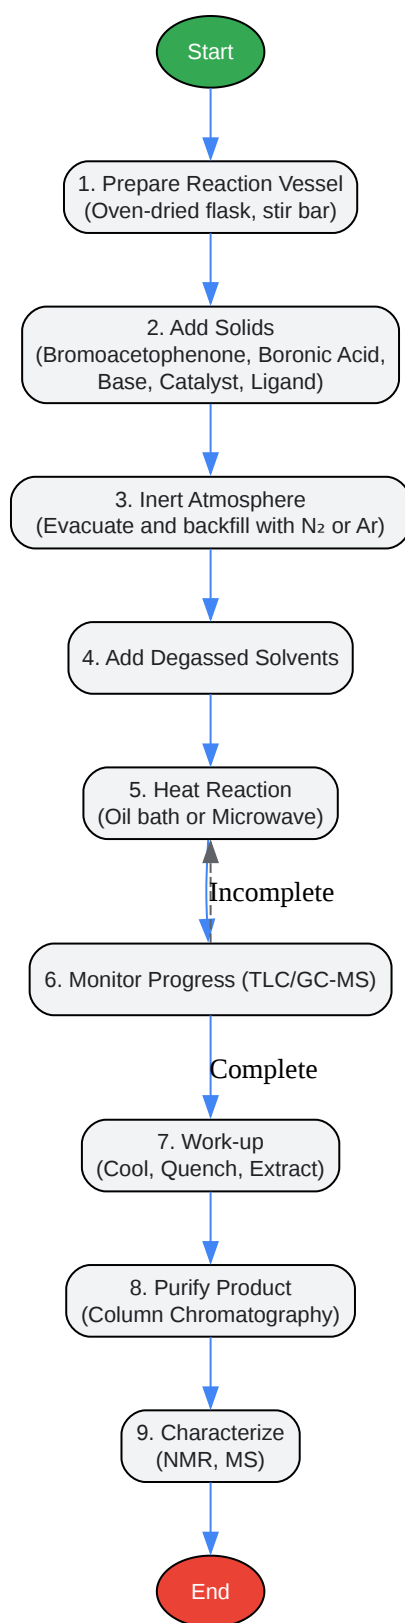 Start
1. Prepare Reaction Vessel
(Oven-dried flask, stir bar)
2. Add Solids
(Bromoacetophenone, Boronic Acid,
Base, Catalyst, Ligand)
3. Inert Atmosphere
(Evacuate and backfill with N₂ or Ar)
4. Add Degassed Solvents
5. Heat Reaction
(Oil bath or Microwave)
Incomplete
6. Monitor Progress (TLC/GC-MS)
Complete
7. Work-up
(Cool, Quench, Extract)
8. Purify Product
(Column Chromatography)
9. Characterize
(NMR, MS)
End